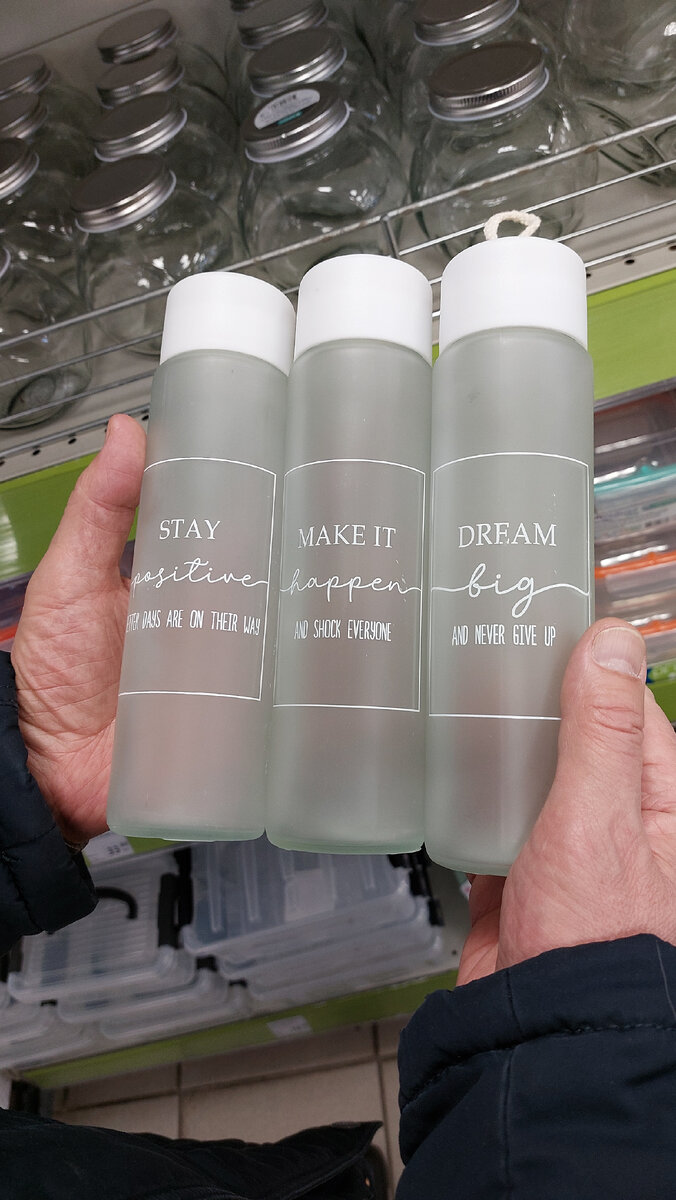 STAY
positive
ETTER DAYS ARE ON THEIR WAY
MAKE IT
happen
AND SHOCK EVERYONE
DREAM
big
AND NEVER GIVE UP